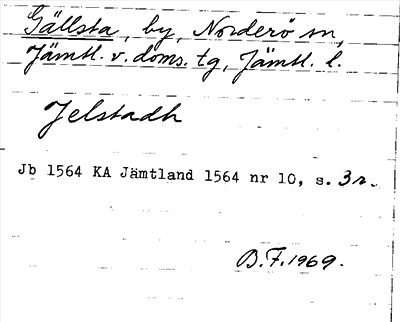 Gällsta, by, Norderö sn,
Jämtl. v. doms. tg, Jämtl. l.
Jelstadh
Jb 1564 KA Jämtland 1564 nr 10, s. 3r.
B.F. 1969.